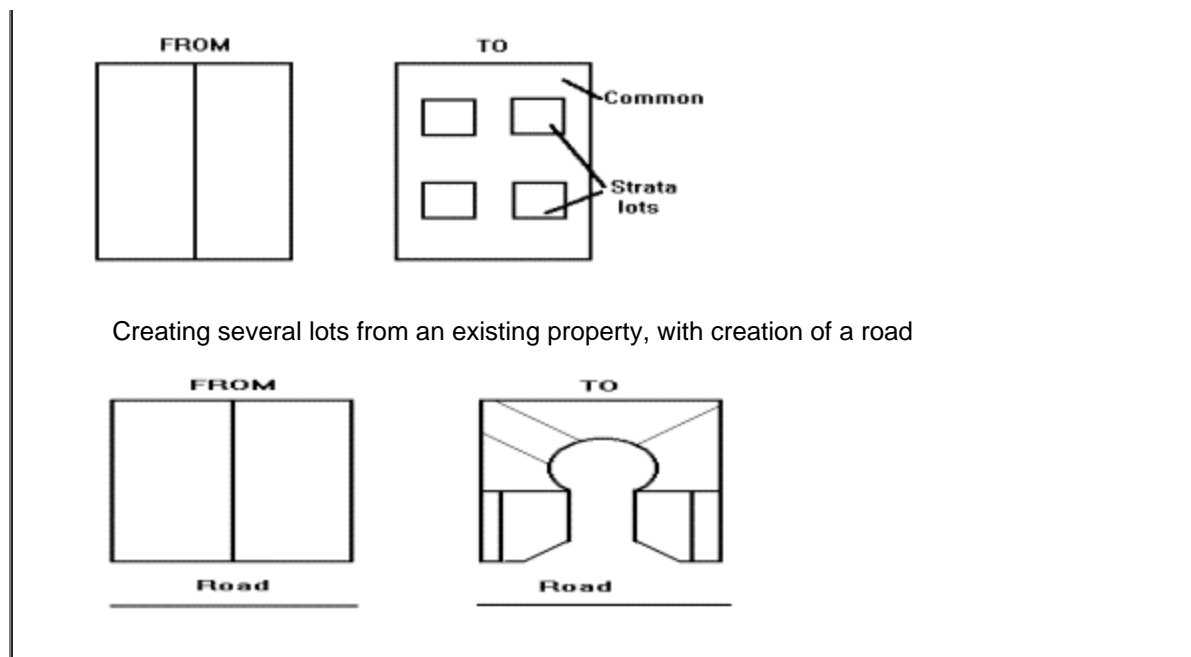 FROM
TO
Common
Strata
lots
Creating several lots from an existing property, with creation of a road
FROM
TO
Road
Road